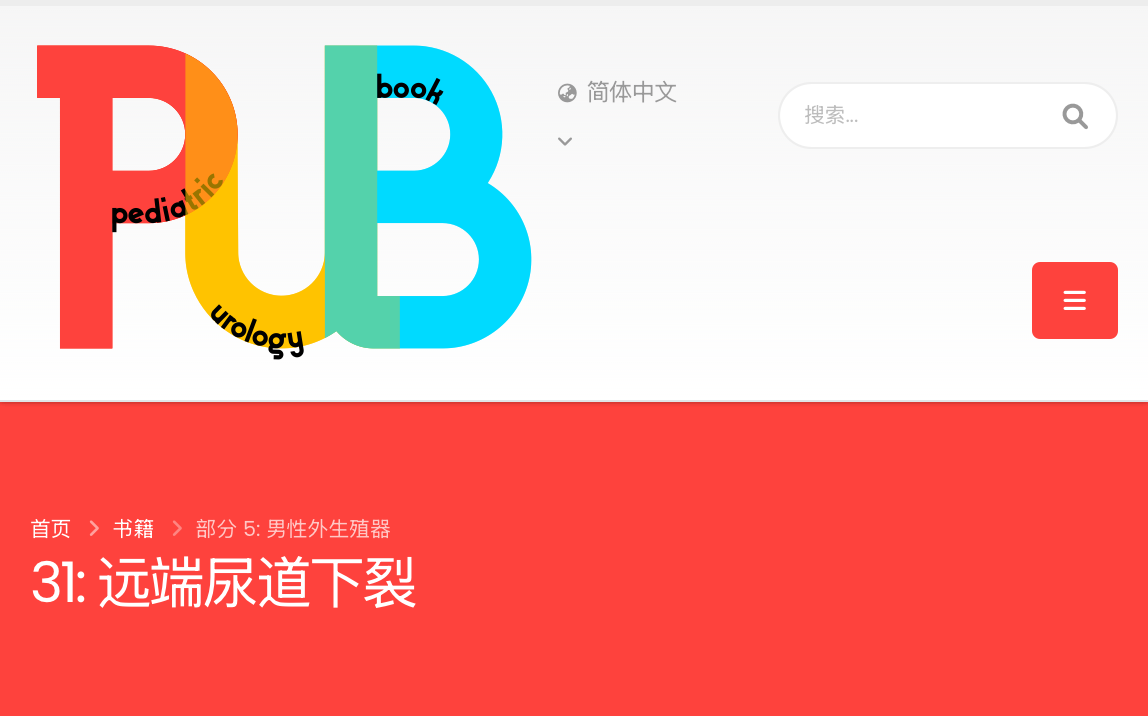 PUB
pediatric
urology
book
简体中文
搜索...
首页 书籍 部分 5: 男性外生殖器
31: 远端尿道下裂